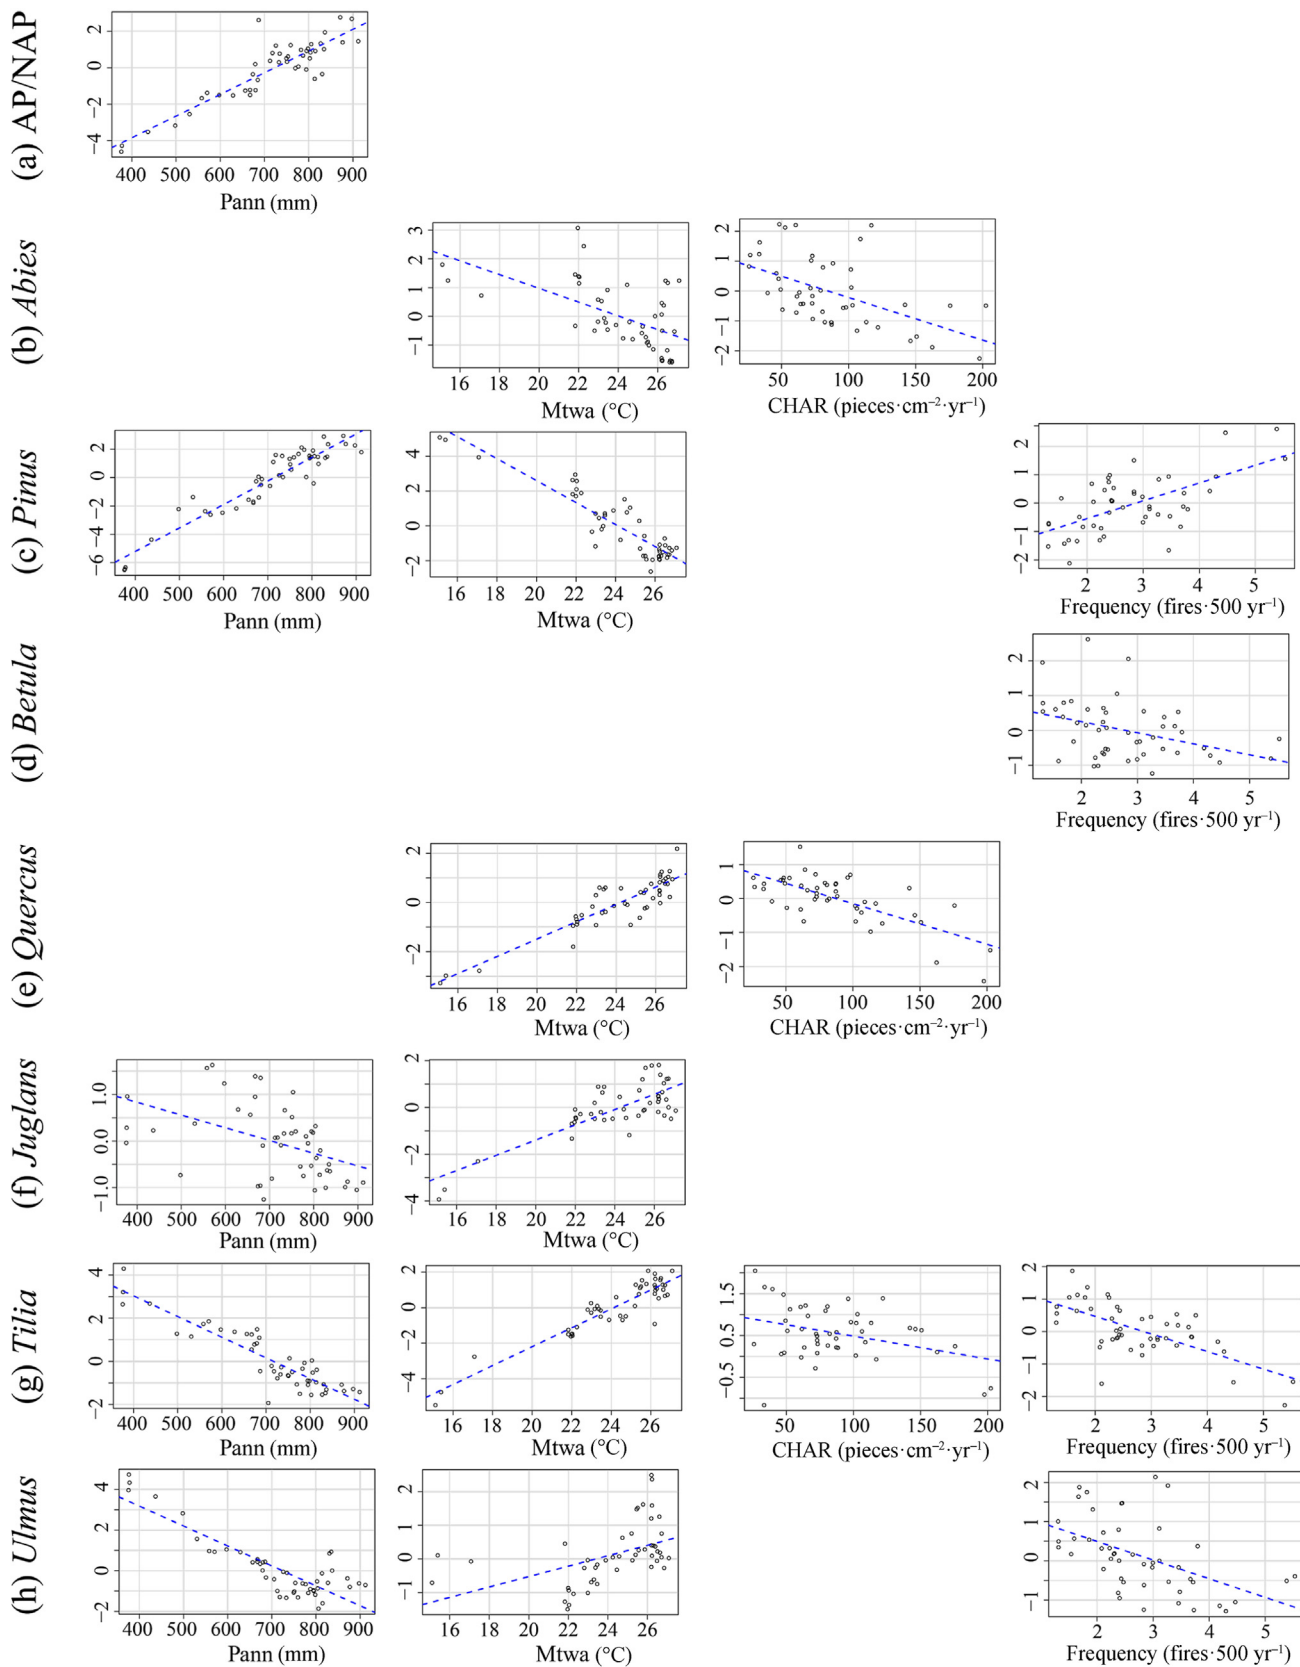 (a) AP/NAP
2
0
−2
−4
400 500 600 700 800 900
Pann (mm)
(b) Abies
3
2
1
0
−1
16 18 20 22 24 26
Mtwa (°C)
2
1
0
−1
−2
50 100 150 200
CHAR (pieces·cm⁻²·yr⁻¹)
(c) Pinus
2
0
−2
−4
−6
400 500 600 700 800 900
Pann (mm)
4
2
0
−2
16 18 20 22 24 26
Mtwa (°C)
2
1
0
−1
−2
2 3 4 5
Frequency (fires·500 yr⁻¹)
(d) Betula
2
1
0
−1
2 3 4 5
Frequency (fires·500 yr⁻¹)
(e) Quercus
2
0
−2
16 18 20 22 24 26
Mtwa (°C)
1
0
−1
−2
50 100 150 200
CHAR (pieces·cm⁻²·yr⁻¹)
(f) Juglans
1.0
0.0
−1.0
400 500 600 700 800 900
Pann (mm)
2
0
−2
−4
16 18 20 22 24 26
Mtwa (°C)
(g) Tilia
4
2
0
−2
400 500 600 700 800 900
Pann (mm)
2
0
−2
−4
16 18 20 22 24 26
Mtwa (°C)
1.5
0.5
−0.5
50 100 150 200
CHAR (pieces·cm⁻²·yr⁻¹)
2
1
0
−1
−2
2 3 4 5
Frequency (fires·500 yr⁻¹)
(h) Ulmus
4
2
0
−2
400 500 600 700 800 900
Pann (mm)
2
1
0
−1
16 18 20 22 24 26
Mtwa (°C)
2
1
0
−1
2 3 4 5
Frequency (fires·500 yr⁻¹)